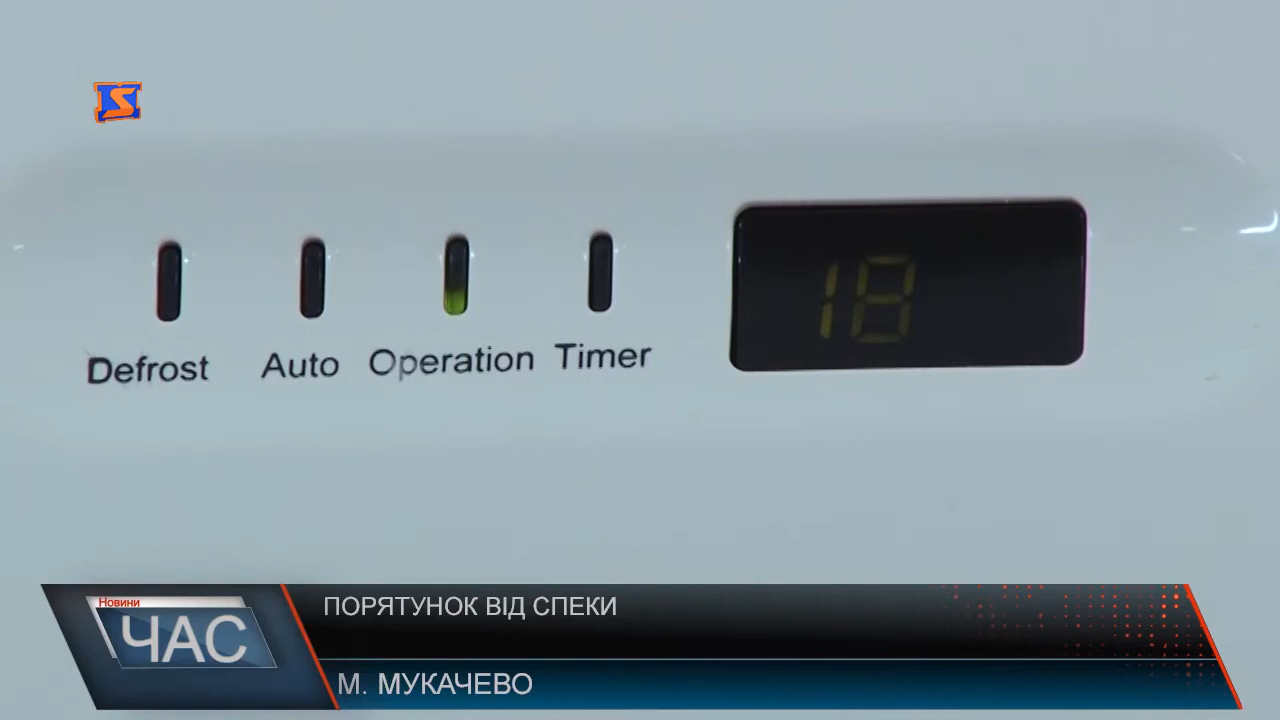 S
Defrost Auto Operation Timer
18
Новини
ЧАС
ПОРЯТУНОК ВІД СПЕКИ
М. МУКАЧЕВО